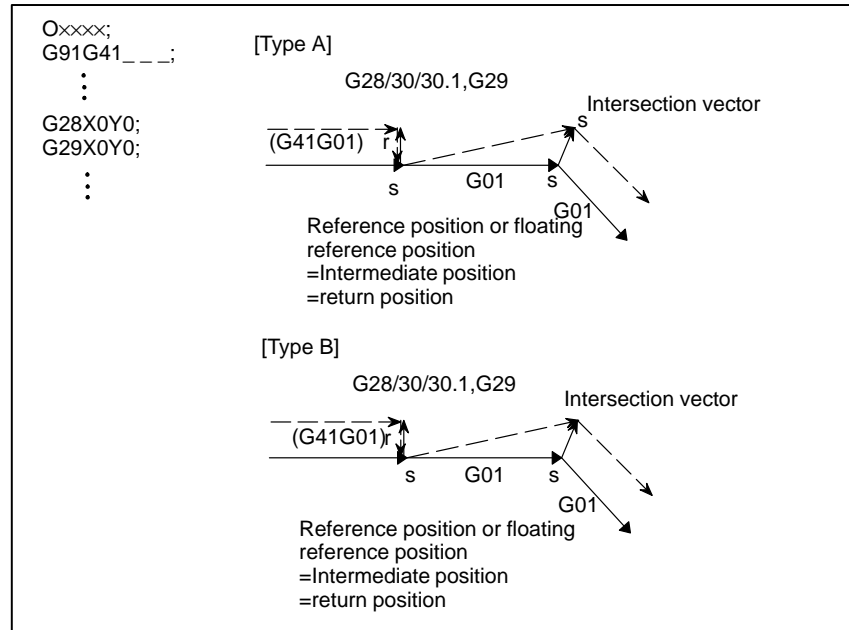 O××××;
G91G41_ _ _;
G28X0Y0;
G29X0Y0;
[Type A]
G28/30/30.1,G29
Intersection vector
s
(G41G01) r
s G01 s
G01
Reference position or floating
reference position
=Intermediate position
=return position
[Type B]
G28/30/30.1,G29
Intersection vector
(G41G01)r
s G01 s
G01
Reference position or floating
reference position
=Intermediate position
=return position